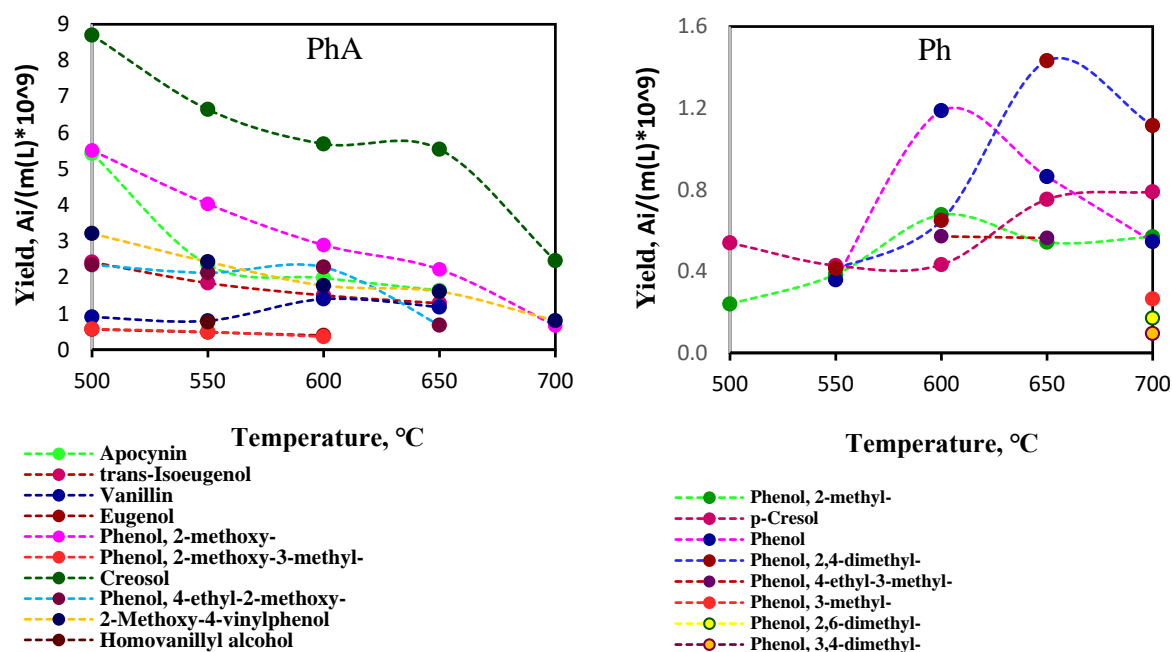 PhA
Yield, Ai/(m(L)*10^9)
9
8
7
6
5
4
3
2
1
0
500 550 600 650 700
Temperature, °C
Apocynin
trans-Isoeugenol
Vanillin
Eugenol
Phenol, 2-methoxy-
Phenol, 2-methoxy-3-methyl-
Creosol
Phenol, 4-ethyl-2-methoxy-
2-Methoxy-4-vinylphenol
Homovanillyl alcohol
Ph
Yield, Ai/(m(L)*10^9)
1.6
1.2
0.8
0.4
0.0
500 550 600 650 700
Temperature, °C
Phenol, 2-methyl-
p-Cresol
Phenol
Phenol, 2,4-dimethyl-
Phenol, 4-ethyl-3-methyl-
Phenol, 3-methyl-
Phenol, 2,6-dimethyl-
Phenol, 3,4-dimethyl-